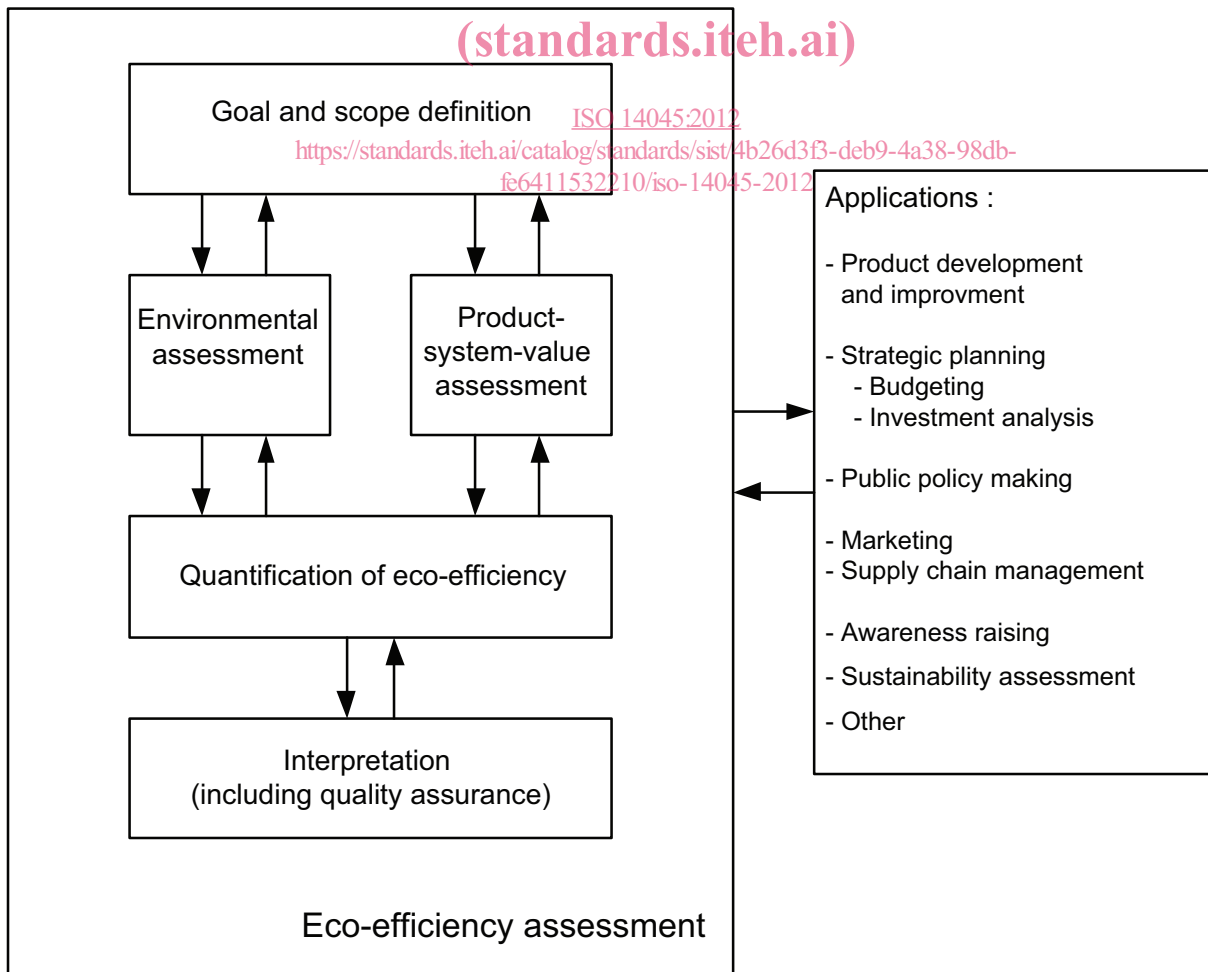 (standards.iteh.ai)
Goal and scope definition
ISO 14045:2012
https://standards.iteh.ai/catalog/standards/sist/4b26d3f3-deb9-4a38-98db-
fe6411532210/iso-14045-2012
Environmental
assessment
Product-
system-value
assessment
Quantification of eco-efficiency
Interpretation
(including quality assurance)
Eco-efficiency assessment
Applications :
- Product development
and improvment
- Strategic planning
- Budgeting
- Investment analysis
- Public policy making
- Marketing
- Supply chain management
- Awareness raising
- Sustainability assessment
- Other